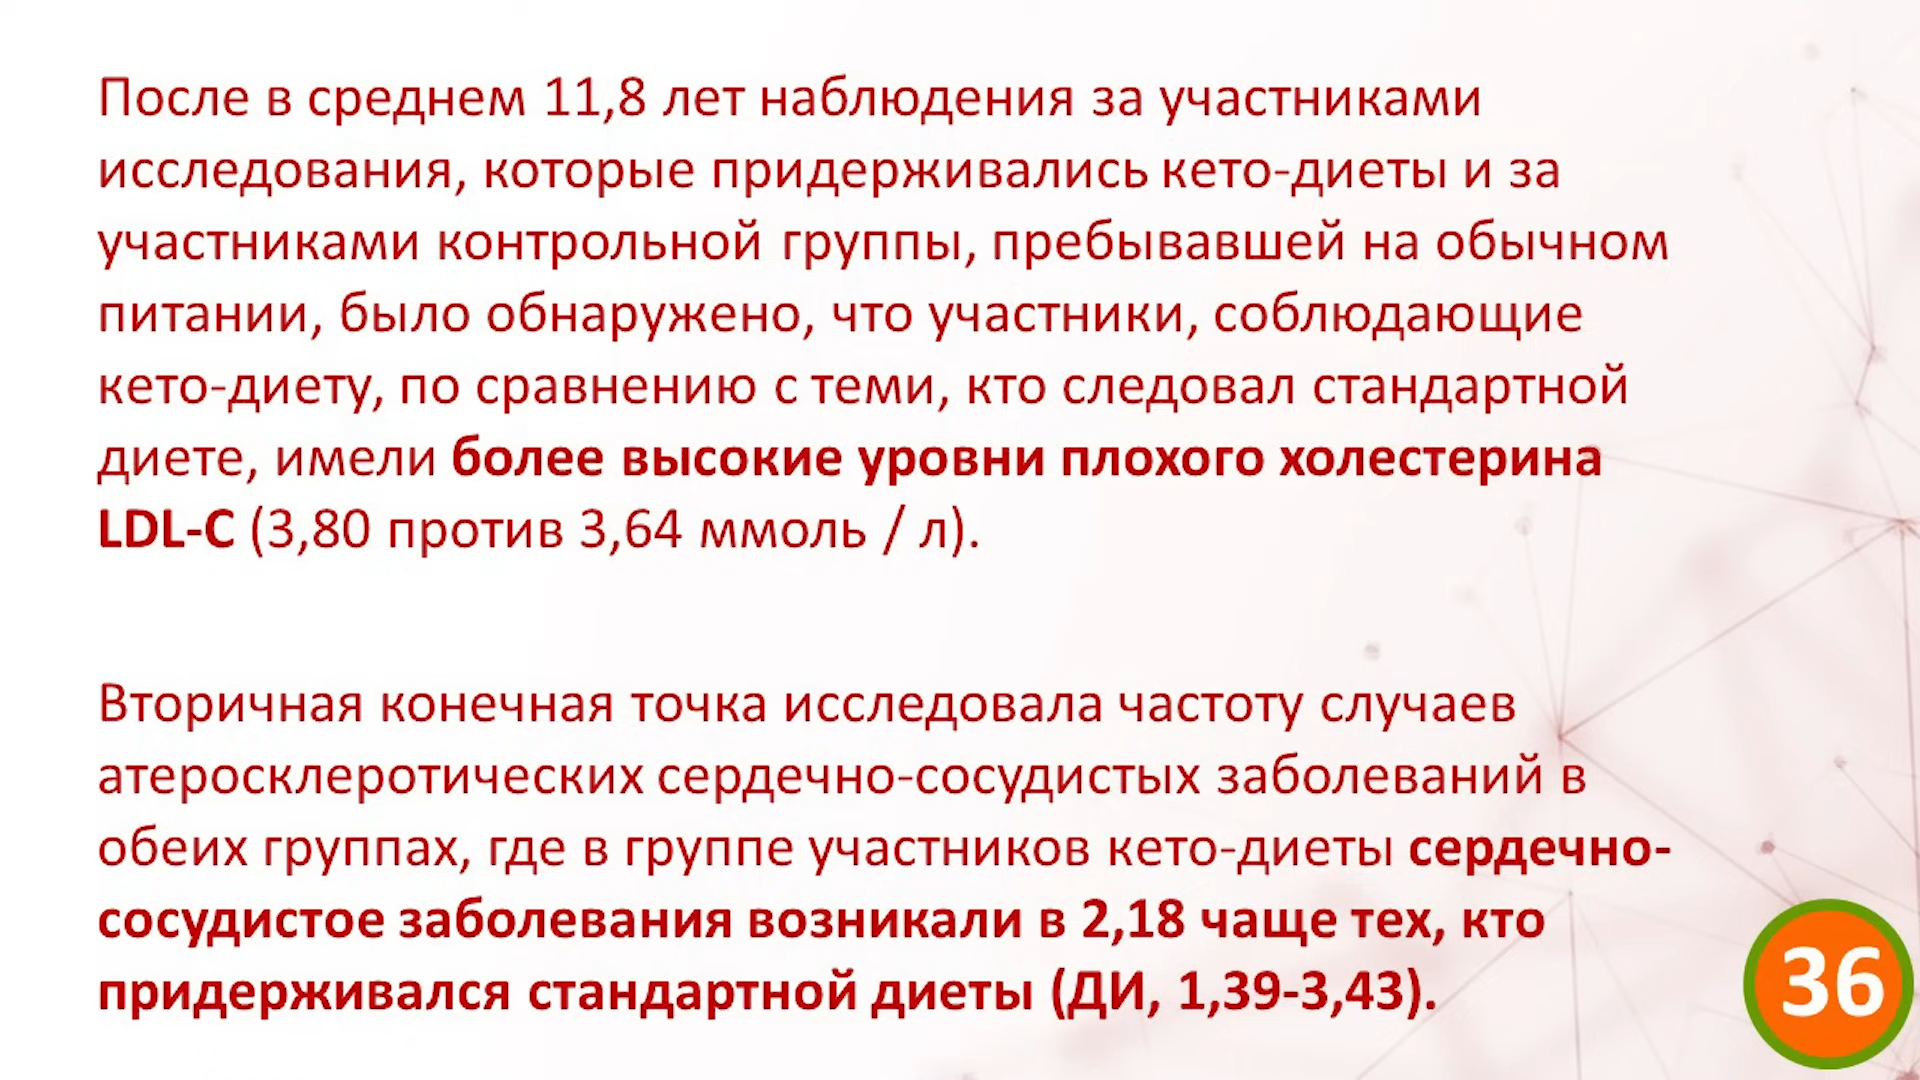 После в среднем 11,8 лет наблюдения за участниками
исследования, которые придерживались кето-диеты и за
участниками контрольной группы, пребывавшей на обычном
питании, было обнаружено, что участники, соблюдающие
кето-диету, по сравнению с теми, кто следовал стандартной
диете, имели более высокие уровни плохого холестерина
LDL-C (3,80 против 3,64 ммоль / л).
Вторичная конечная точка исследовала частоту случаев
атеросклеротических сердечно-сосудистых заболеваний в
обеих группах, где в группе участников кето-диеты сердечно-
сосудистое заболевания возникали в 2,18 чаще тех, кто
придерживался стандартной диеты (ДИ, 1,39-3,43).
36